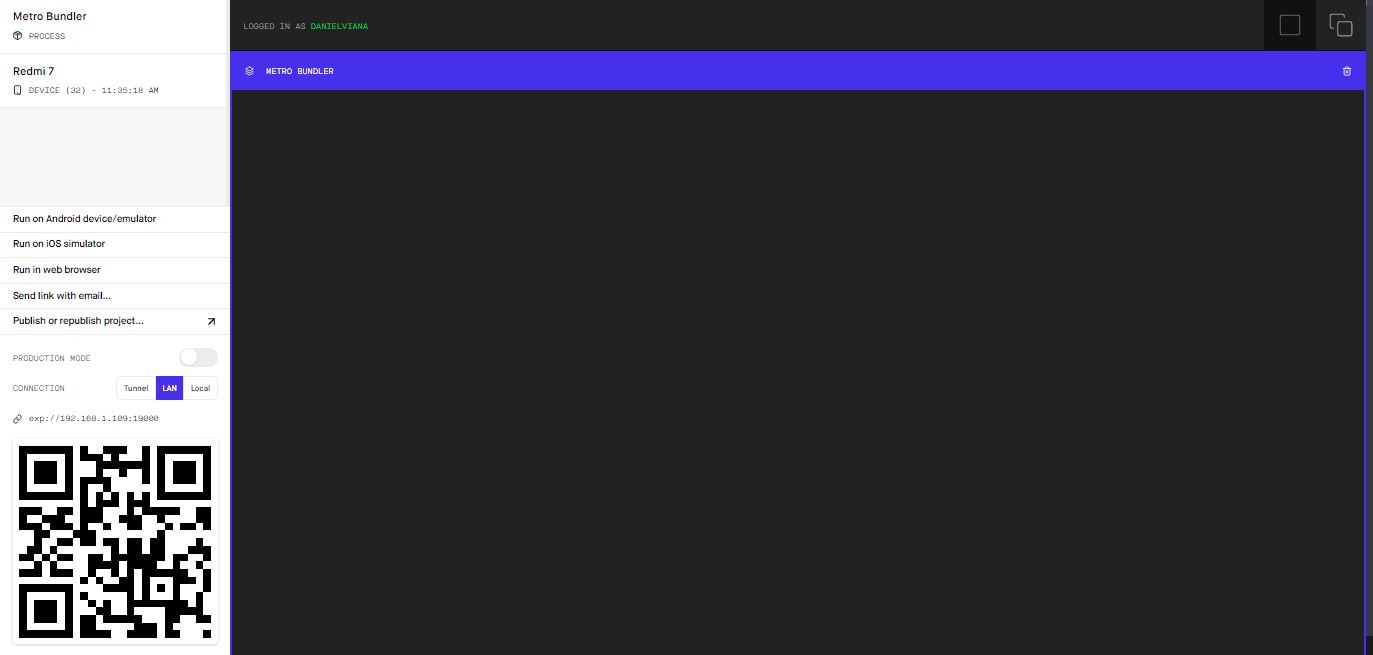 Metro Bundler
PROCESS
Redmi 7
DEVICE (32) - 11:35:18 AM
Run on Android device/emulator
Run on iOS simulator
Run in web browser
Send link with email...
Publish or republish project...
PRODUCTION MODE
CONNECTION Tunnel LAN Local
exp://192.168.1.109:19000
LOGGED IN AS DANIELVIANA
METRO BUNDLER